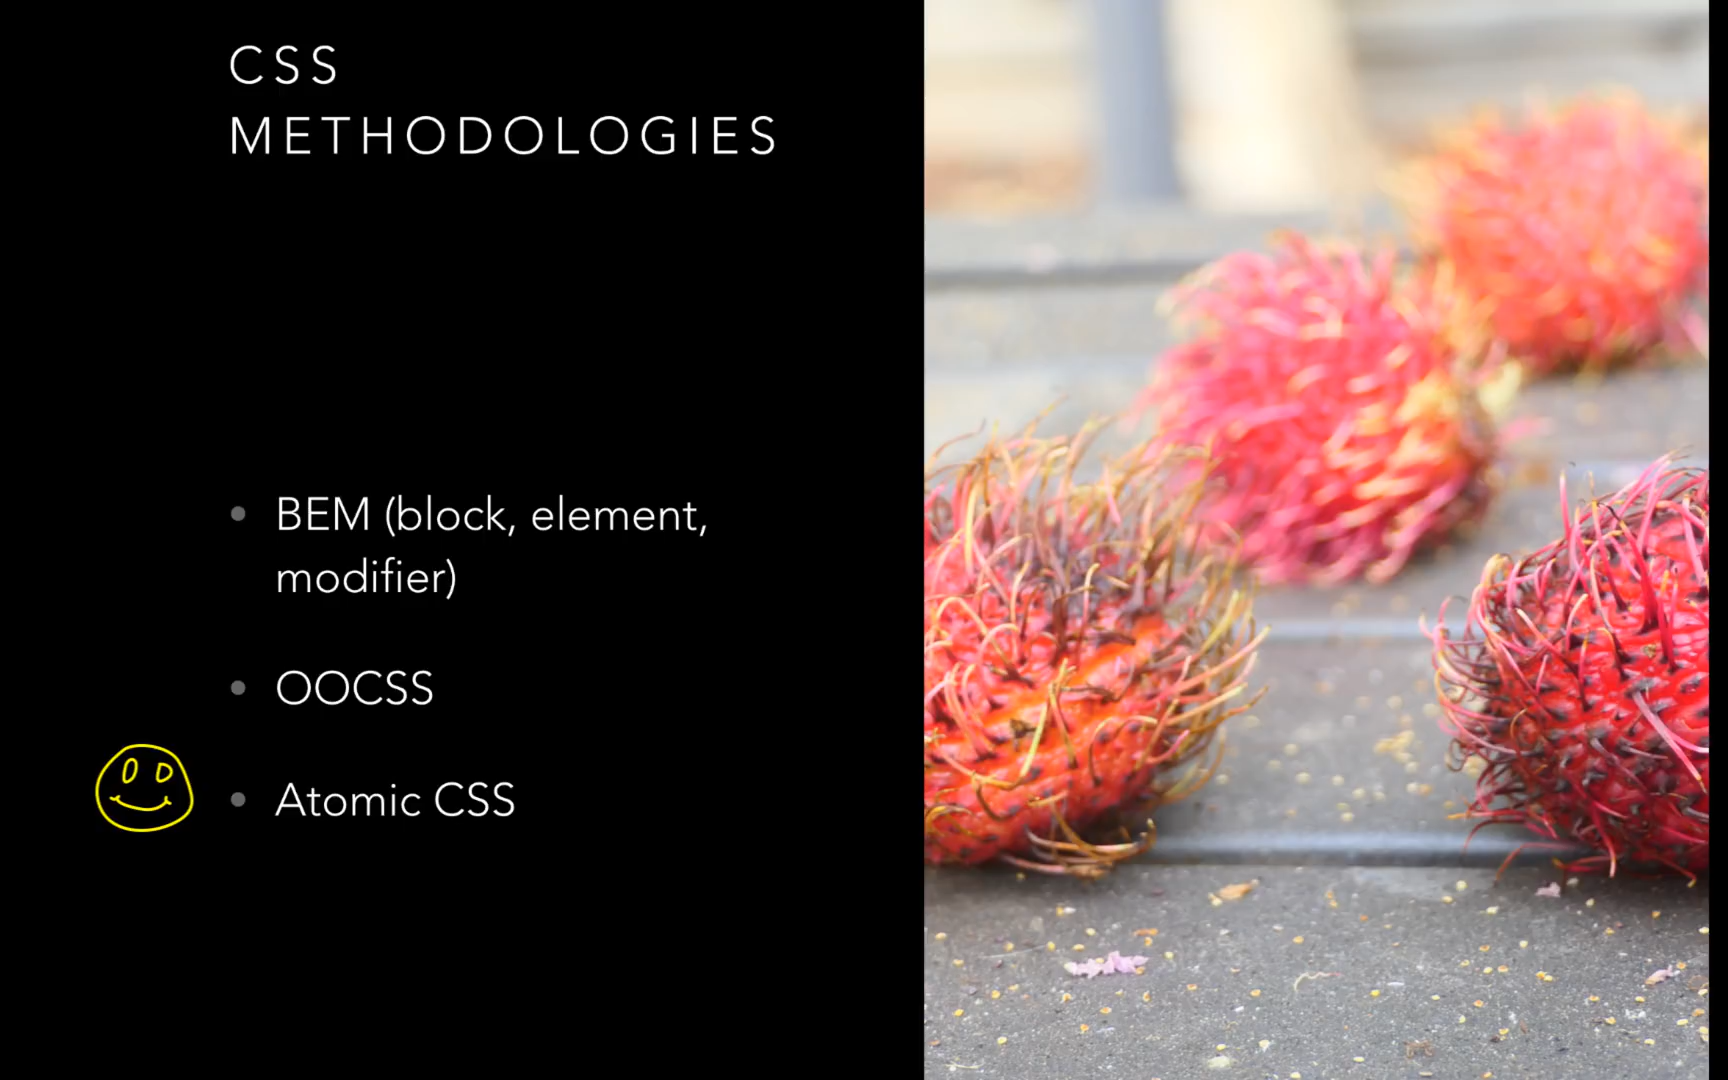 CSS
METHODOLOGIES
BEM (block, element,
modifier)
OOCSS
Atomic CSS